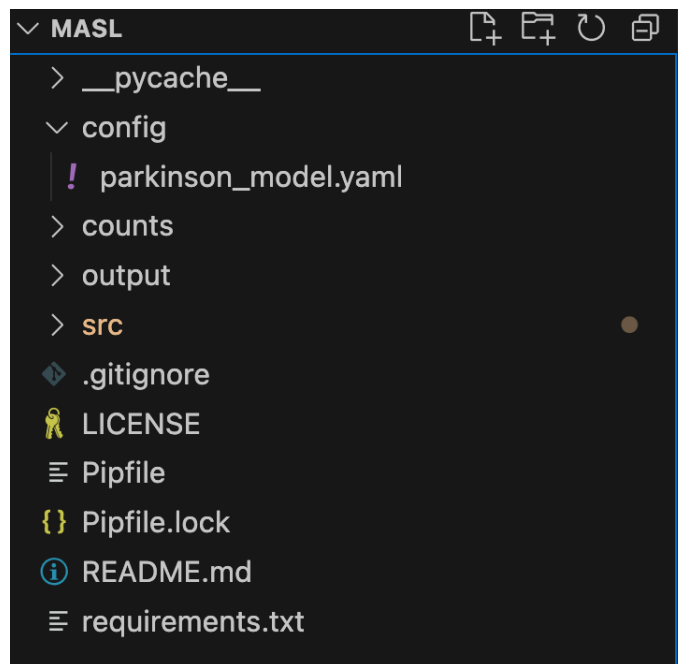 MASL
__pycache__
config
parkinson_model.yaml
counts
output
src
.gitignore
LICENSE
Pipfile
Pipfile.lock
README.md
requirements.txt